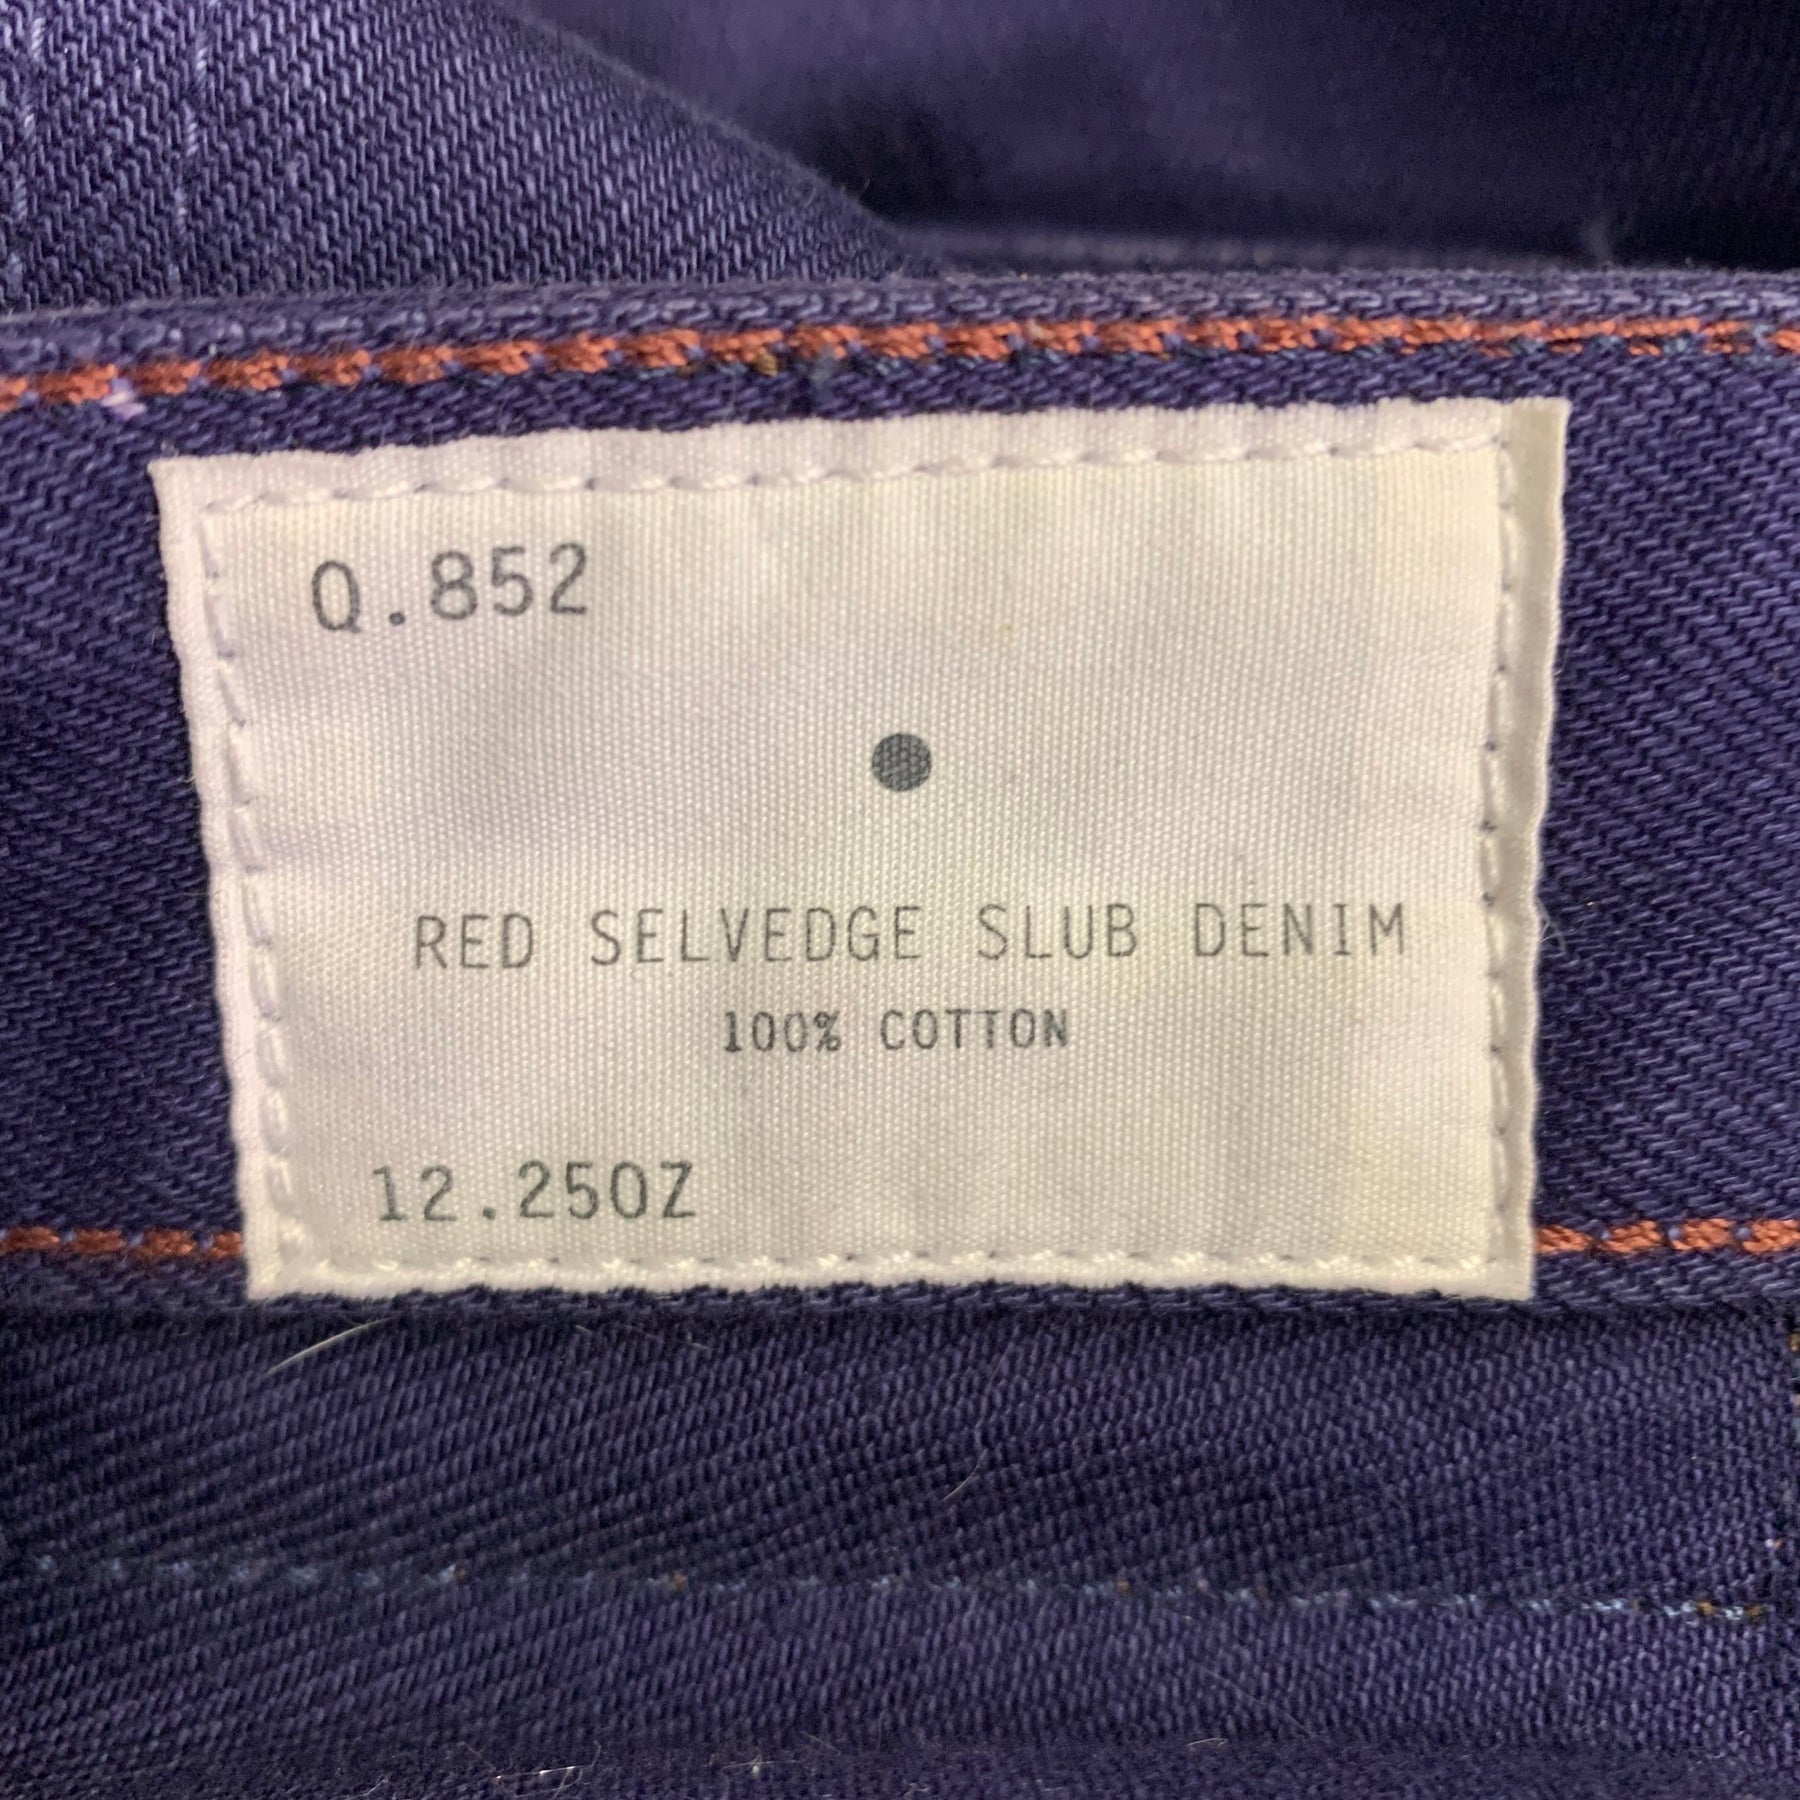 Q.852
RED SELVEDGE SLUB DENIM
100% COTTON
12.25OZ